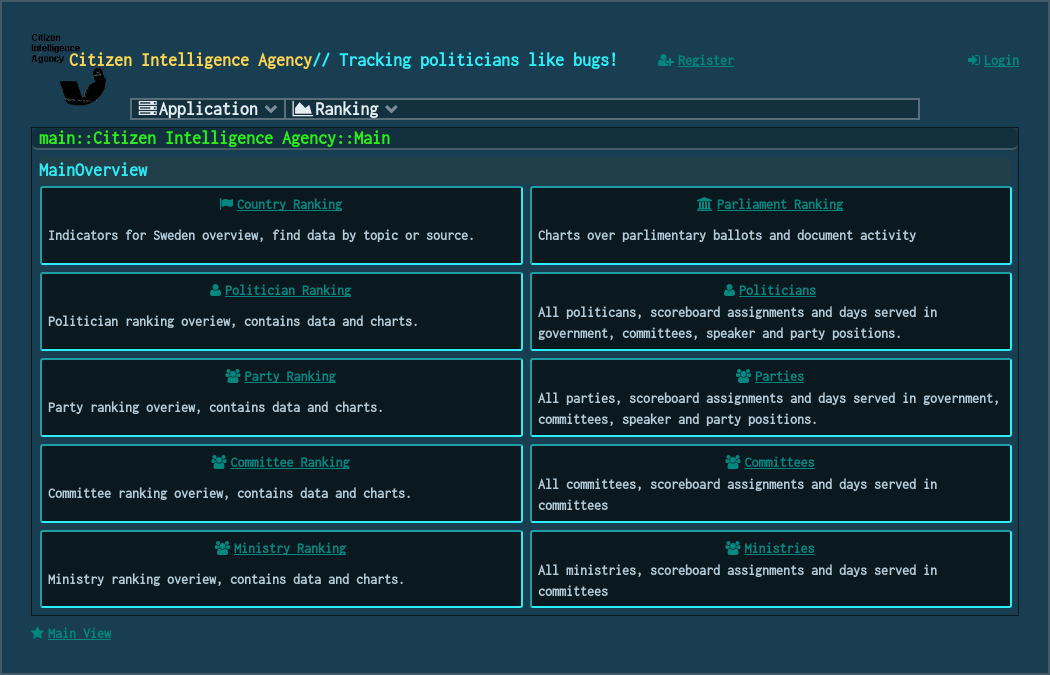 Citizen
Intelligence
Agency
Citizen Intelligence Agency// Tracking politicians like bugs!
Register
Login
Application
Ranking
main::Citizen Intelligence Agency::Main
MainOverview
Country Ranking
Indicators for Sweden overview, find data by topic or source.
Parliament Ranking
Charts over parlimentary ballots and document activity
Politician Ranking
Politician ranking overiew, contains data and charts.
Politicians
All politicans, scoreboard assignments and days served in
government, committees, speaker and party positions.
Party Ranking
Party ranking overiew, contains data and charts.
Parties
All parties, scoreboard assignments and days served in government,
committees, speaker and party positions.
Committee Ranking
Committee ranking overiew, contains data and charts.
Committees
All committees, scoreboard assignments and days served in
committees
Ministry Ranking
Ministry ranking overiew, contains data and charts.
Ministries
All ministries, scoreboard assignments and days served in
committees
Main View